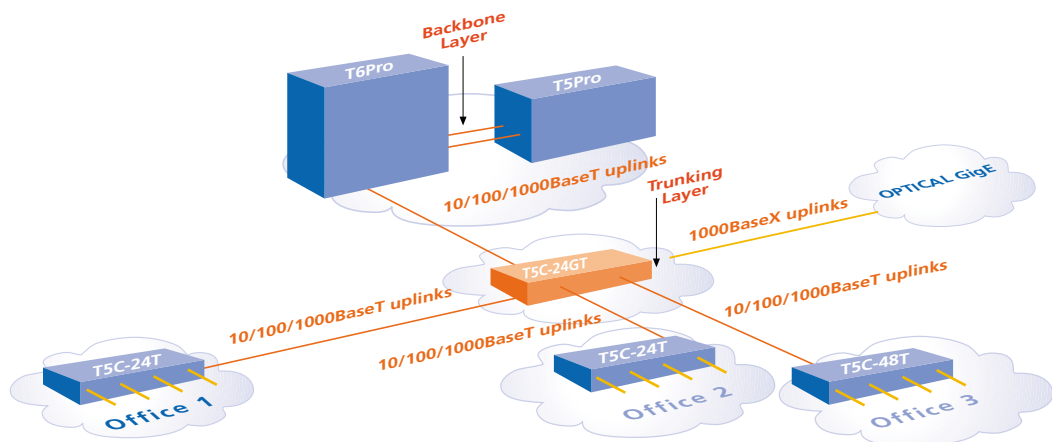 Backbone
Layer
T6Pro
T5Pro
10/100/1000BaseT uplinks
Trunking
Layer
OPTICAL GigE
1000BaseX uplinks
T5C-24GT
10/100/1000BaseT uplinks
10/100/1000BaseT uplinks
10/100/1000BaseT uplinks
T5C-24T
Office 1
T5C-24T
Office 2
T5C-48T
Office 3